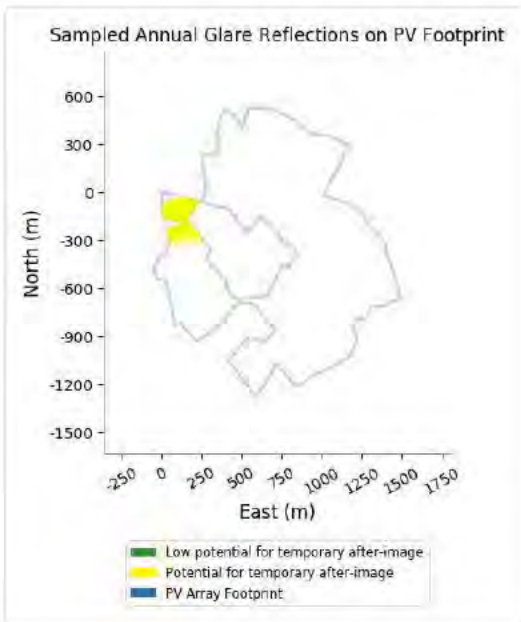 Sampled Annual Glare Reflections on PV Footprint
600
300
0
-300
-600
-900
-1200
-1500
North (m)
-250 0 250 500 750 1000 1250 1500 1750
East (m)
Low potential for temporary after-image
Potential for temporary after-image
PV Array Footprint